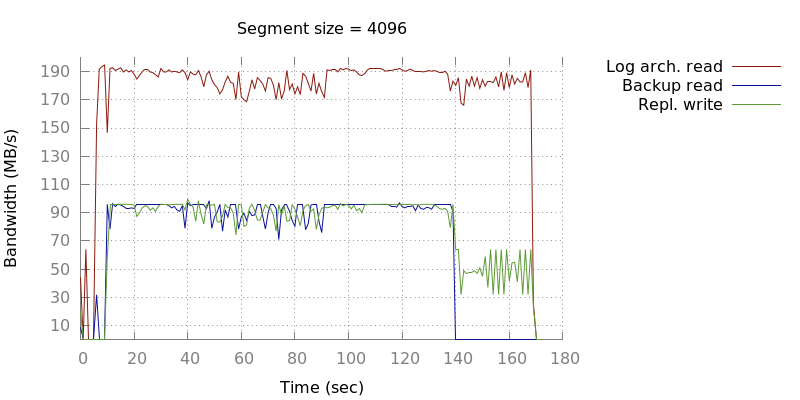 Segment size = 4096
Log arch. read
Backup read
Repl. write
Bandwidth (MB/s)
190
170
150
130
110
90
70
50
30
10
0 20 40 60 80 100 120 140 160 180
Time (sec)